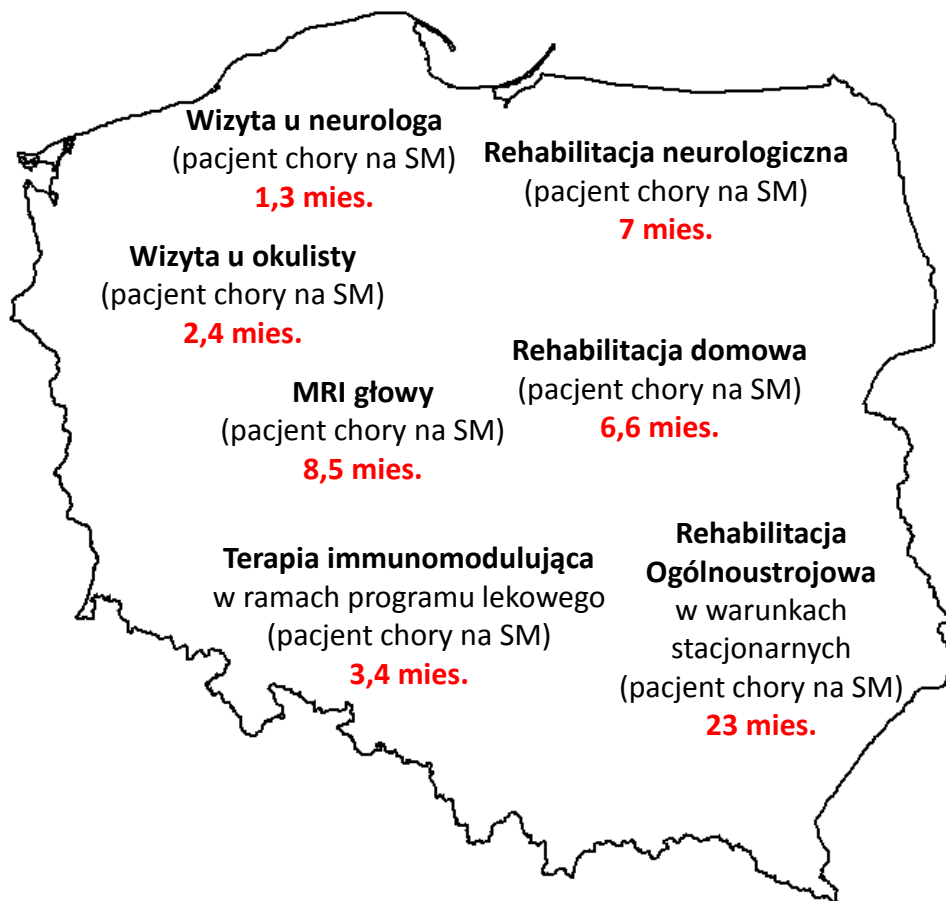 Wizyta u neurologa
(pacjent chory na SM)
1,3 mies.
Rehabilitacja neurologiczna
(pacjent chory na SM)
7 mies.
Wizyta u okulisty
(pacjent chory na SM)
2,4 mies.
Rehabilitacja domowa
(pacjent chory na SM)
6,6 mies.
MRI głowy
(pacjent chory na SM)
8,5 mies.
Terapia immunomodulująca
w ramach programu lekowego
(pacjent chory na SM)
3,4 mies.
Rehabilitacja
Ogólnoustrojowa
w warunkach
stacjonarnych
(pacjent chory na SM)
23 mies.